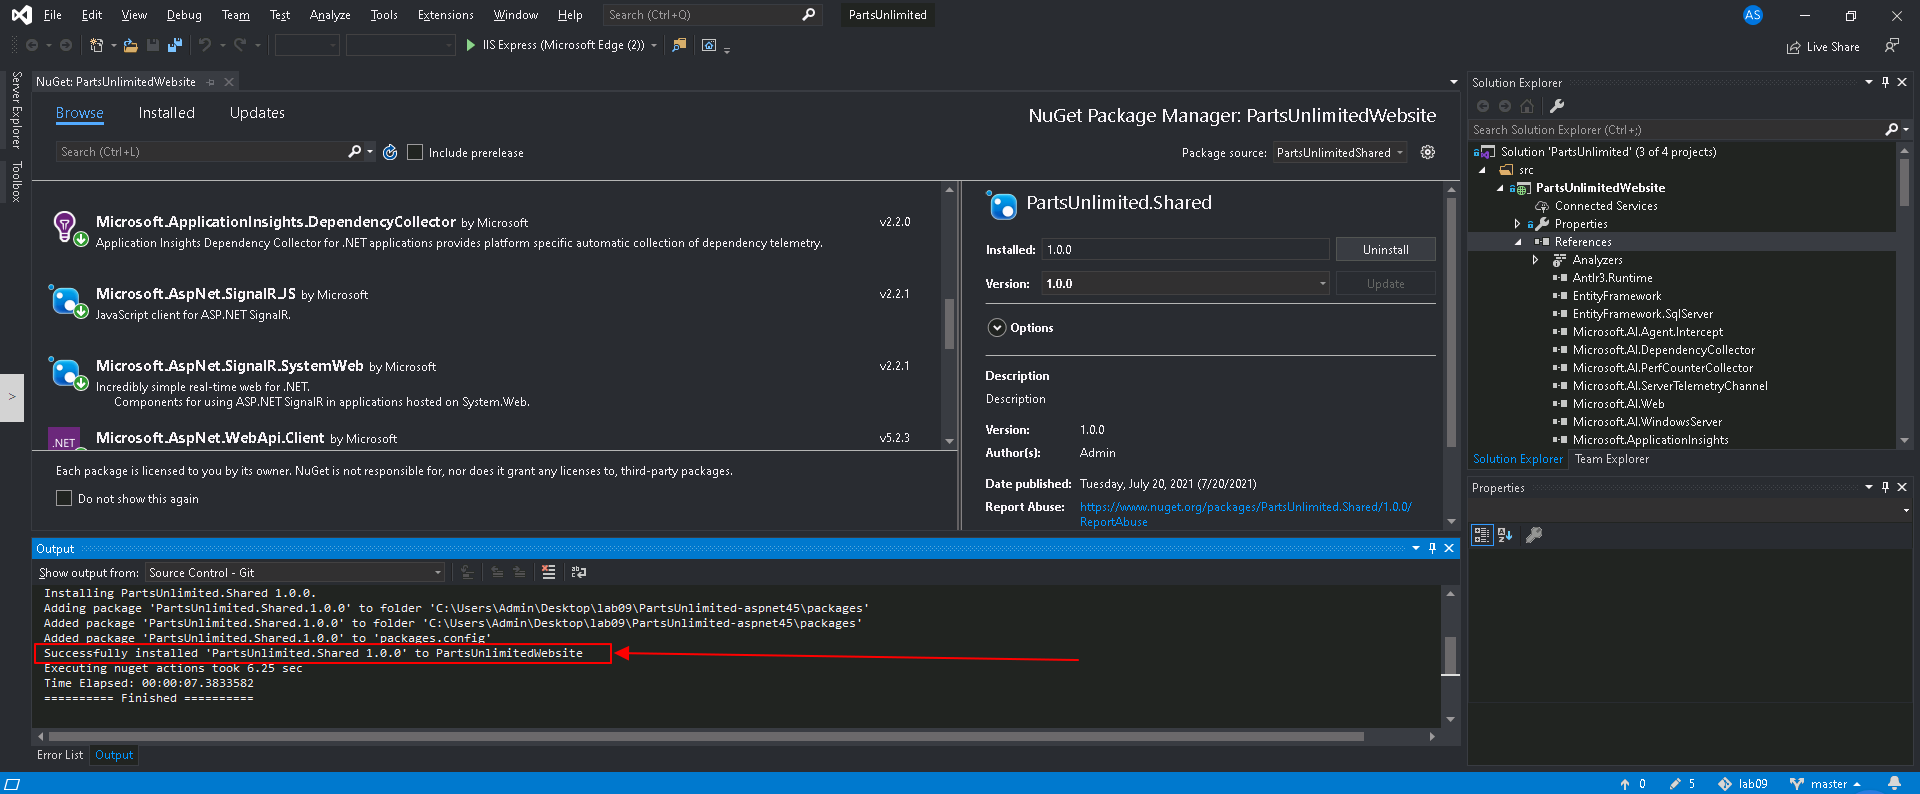 File Edit View Debug Team Test Analyze Tools Extensions Window Help Search (Ctrl+Q) PartsUnlimited AS
IIS Express (Microsoft Edge (2)) Live Share
Server Explorer
Toolbox
NuGet: PartsUnlimitedWebsite
Browse Installed Updates
NuGet Package Manager: PartsUnlimitedWebsite
Search (Ctrl+L) Include prerelease
Package source: PartsUnlimitedShared
Microsoft.ApplicationInsights.DependencyCollector by Microsoft v2.2.0
Application Insights Dependency Collector for .NET applications provides platform specific automatic collection of dependency telemetry.
Microsoft.AspNet.SignalR.JS by Microsoft v2.2.1
JavaScript client for ASP.NET SignalR.
Microsoft.AspNet.SignalR.SystemWeb by Microsoft v2.2.1
Incredibly simple real-time web for .NET.
Components for using ASP.NET SignalR in applications hosted on System.Web.
.NET Microsoft.AspNet.WebApi.Client by Microsoft v5.2.3
Each package is licensed to you by its owner. NuGet is not responsible for, nor does it grant any licenses to, third-party packages.
Do not show this again
PartsUnlimited.Shared
Installed: 1.0.0 Uninstall
Version: 1.0.0 Update
Options
Description
Description
Version: 1.0.0
Author(s): Admin
Date published: Tuesday, July 20, 2021 (7/20/2021)
Report Abuse: https://www.nuget.org/packages/PartsUnlimited.Shared/1.0.0/
ReportAbuse
Output
Show output from: Source Control - Git
Installing PartsUnlimited.Shared 1.0.0.
Adding package 'PartsUnlimited.Shared.1.0.0' to folder 'C:\Users\Admin\Desktop\lab09\PartsUnlimited-aspnet45\packages'
Added package 'PartsUnlimited.Shared.1.0.0' to folder 'C:\Users\Admin\Desktop\lab09\PartsUnlimited-aspnet45\packages'
Added package 'PartsUnlimited.Shared.1.0.0' to 'packages.config'
Successfully installed 'PartsUnlimited.Shared 1.0.0' to PartsUnlimitedWebsite
Executing nuget actions took 6.25 sec
Time Elapsed: 00:00:07.3833582
========== Finished ==========
Error List Output
Solution Explorer
Search Solution Explorer (Ctrl+;)
Solution 'PartsUnlimited' (3 of 4 projects)
src
PartsUnlimitedWebsite
Connected Services
Properties
References
Analyzers
Antlr3.Runtime
EntityFramework
EntityFramework.SqlServer
Microsoft.AI.Agent.Intercept
Microsoft.AI.DependencyCollector
Microsoft.AI.PerfCounterCollector
Microsoft.AI.ServerTelemetryChannel
Microsoft.AI.Web
Microsoft.AI.WindowsServer
Microsoft.ApplicationInsights
Solution Explorer Team Explorer
Properties
0 5 lab09 master